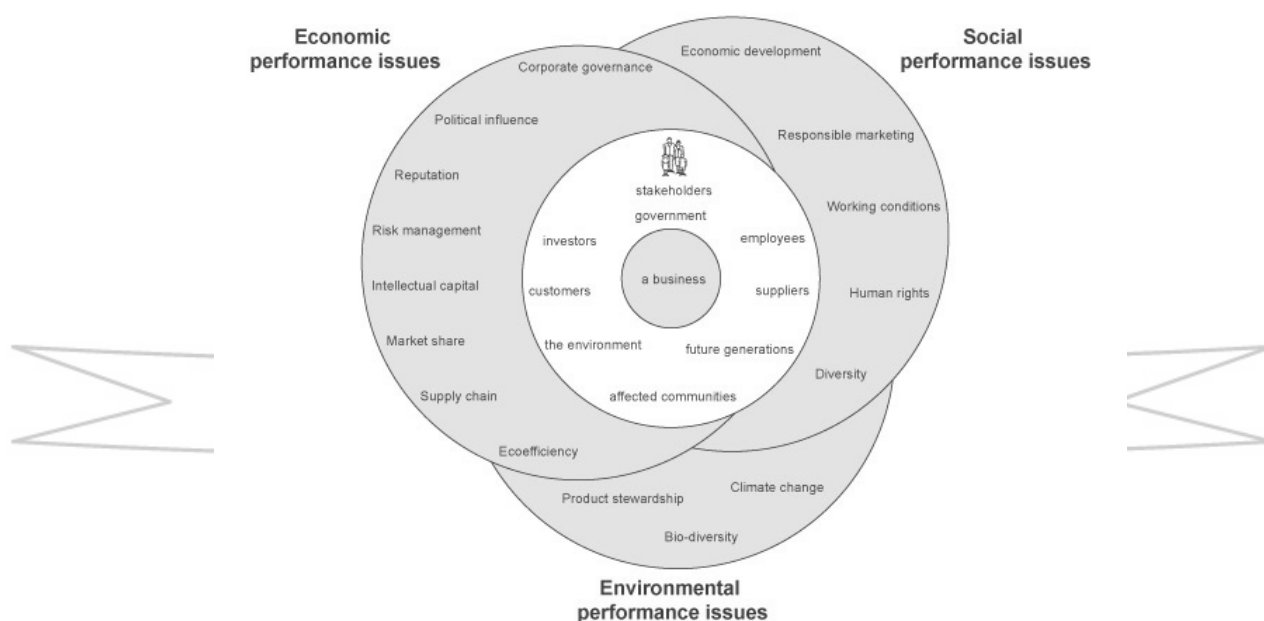 Economic
performance issues
Social
performance issues
Economic development
Corporate governance
Political influence
Responsible marketing
Reputation
stakeholders
Working conditions
government
Risk management
investors
employees
a business
Intellectual capital
customers
suppliers
Human rights
Market share
the environment
future generations
Diversity
Supply chain
affected communities
Ecoefficiency
Climate change
Product stewardship
Bio-diversity
Environmental
performance issues